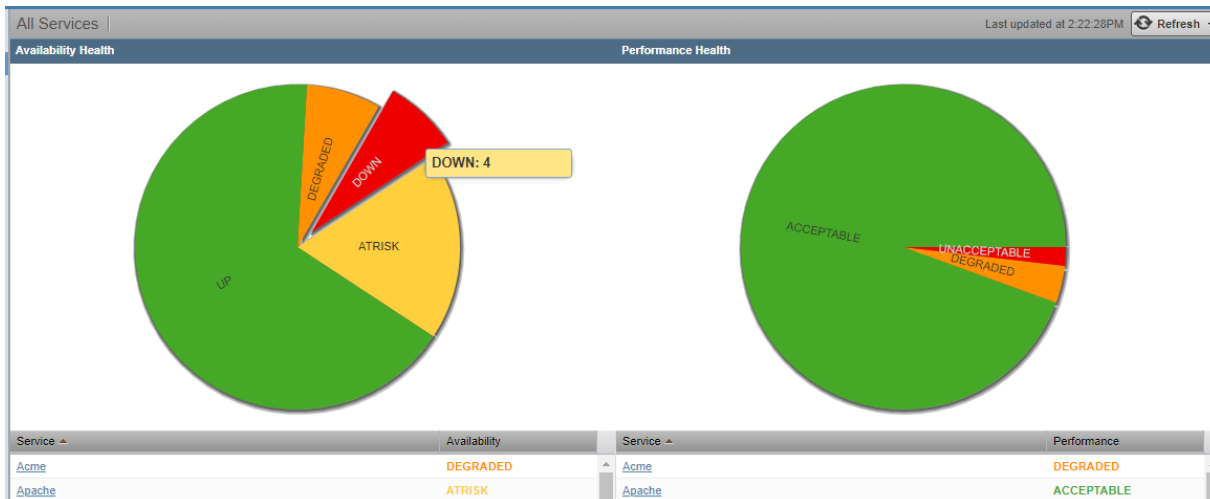 All Services
Last updated at 2:22:28PM
Refresh
Availability Health
Performance Health
DEGRADED
DOWN
DOWN: 4
ATRISK
UP
ACCEPTABLE
UNACCEPTABLE
DEGRADED
Service Availability
Acme DEGRADED
Apache ATRISK
Service Performance
Acme DEGRADED
Apache ACCEPTABLE